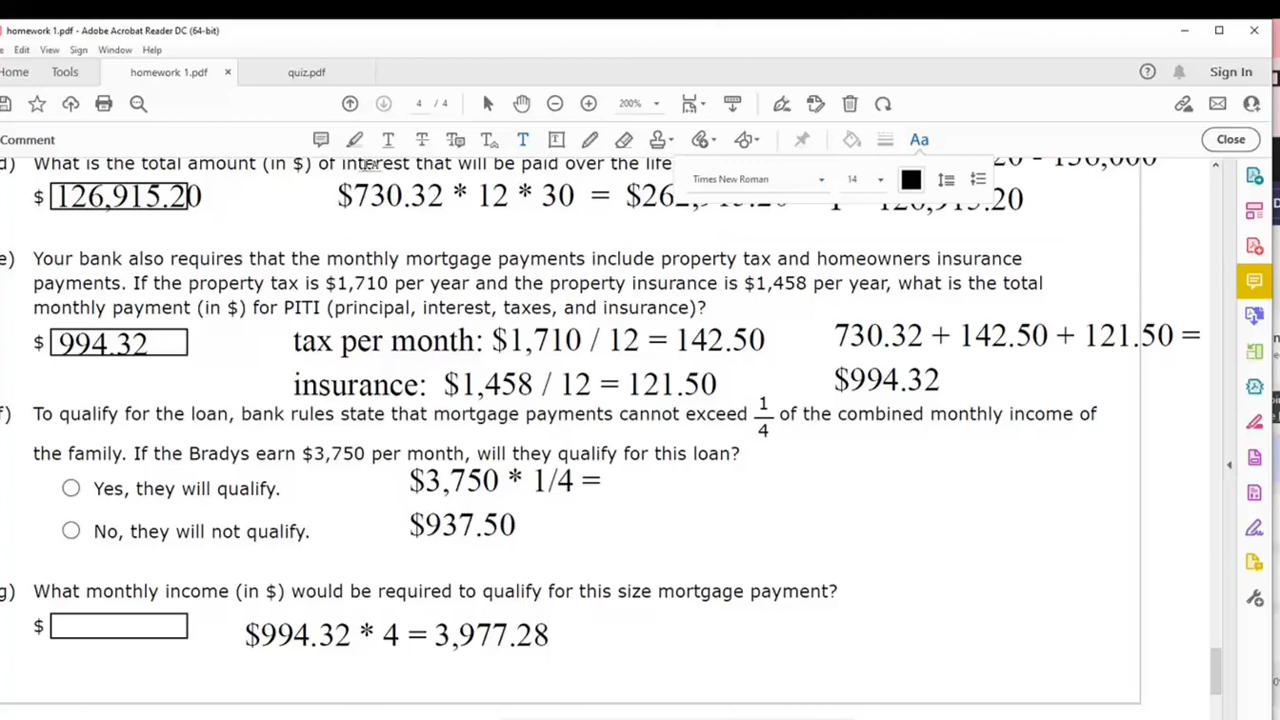 homework 1.pdf - Adobe Acrobat Reader DC (64-bit)
Edit View Sign Window Help
Home Tools homework 1.pdf × quiz.pdf Sign In
4 / 4 200%
Comment T T T Aa Close
d) What is the total amount (in $) of interest that will be paid over the life
Times New Roman 14
$ 126,915.20 $730.32 * 12 * 30 =
e) Your bank also requires that the monthly mortgage payments include property tax and homeowners insurance
payments. If the property tax is $1,710 per year and the property insurance is $1,458 per year, what is the total
monthly payment (in $) for PITI (principal, interest, taxes, and insurance)?
$ 994.32 tax per month: $1,710 / 12 = 142.50 730.32 + 142.50 + 121.50 =
insurance: $1,458 / 12 = 121.50 $994.32
f) To qualify for the loan, bank rules state that mortgage payments cannot exceed 1/4 of the combined monthly income of
the family. If the Bradys earn $3,750 per month, will they qualify for this loan?
Yes, they will qualify. $3,750 * 1/4 =
No, they will not qualify. $937.50
g) What monthly income (in $) would be required to qualify for this size mortgage payment?
$ $994.32 * 4 = 3,977.28